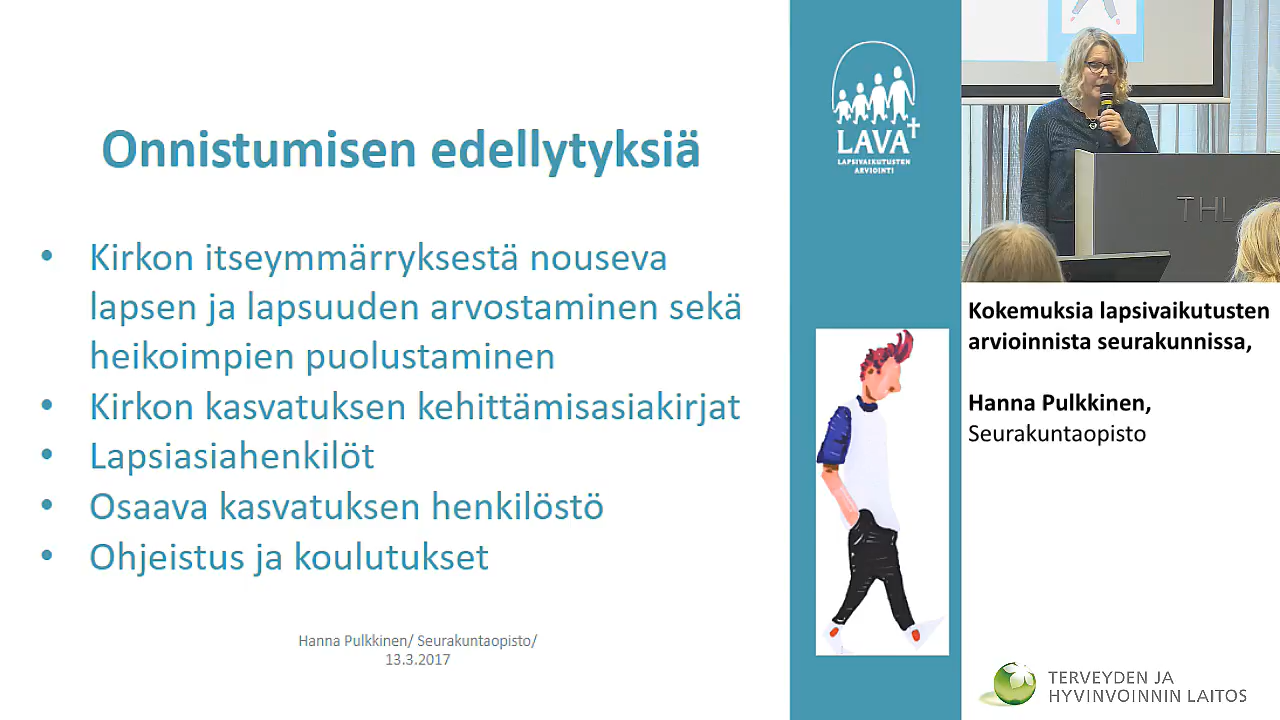 Onnistumisen edellytyksiä
• Kirkon itseymmärryksestä nouseva
lapsen ja lapsuuden arvostaminen sekä
heikoimpien puolustaminen
• Kirkon kasvatuksen kehittämisasiakirjat
• Lapsiasiahenkilöt
• Osaava kasvatuksen henkilöstö
• Ohjeistus ja koulutukset
Hanna Pulkkinen/ Seurakuntaopisto/
13.3.2017
LAVA
LAPSIVAIKUTUSTEN
ARVIOINTI
THL
Kokemuksia lapsivaikutusten
arvioinnista seurakunnissa,
Hanna Pulkkinen,
Seurakuntaopisto
TERVEYDEN JA
HYVINVOINNIN LAITOS